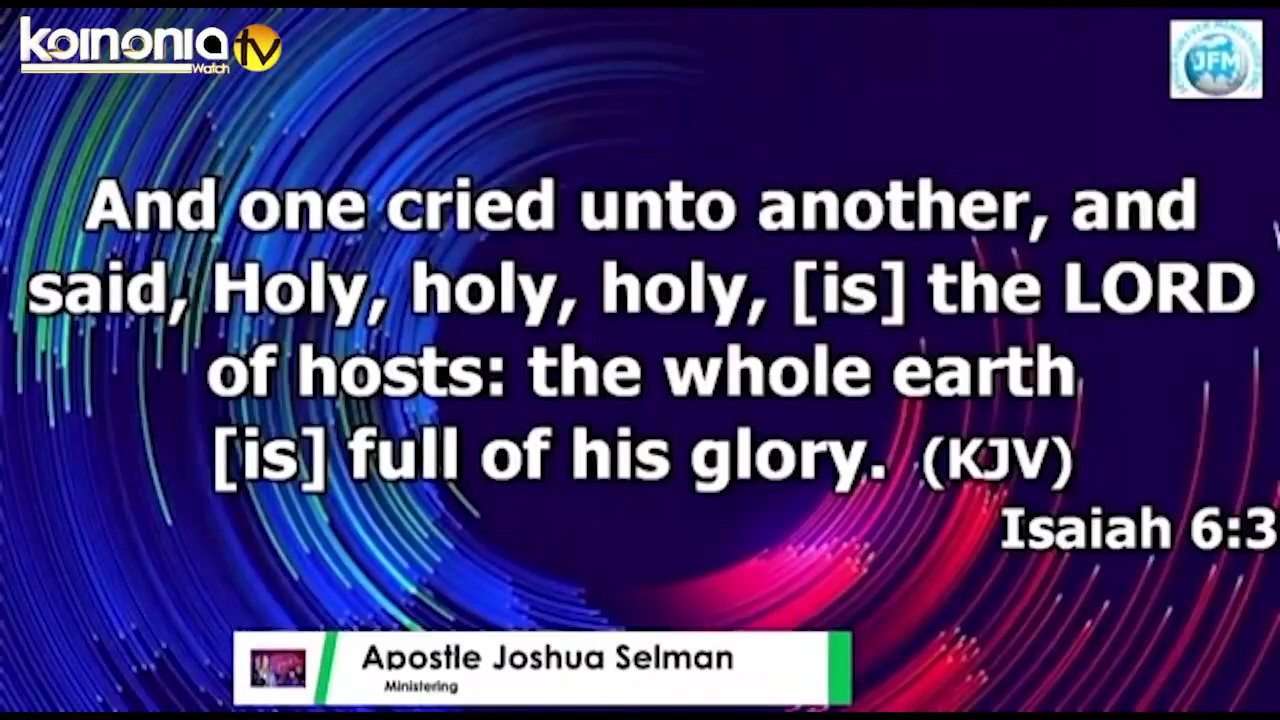 koinonia tv
Watch
JFM
And one cried unto another, and
said, Holy, holy, holy, [is] the LORD
of hosts: the whole earth
[is] full of his glory. (KJV)
Isaiah 6:3
Apostle Joshua Selman
Ministering